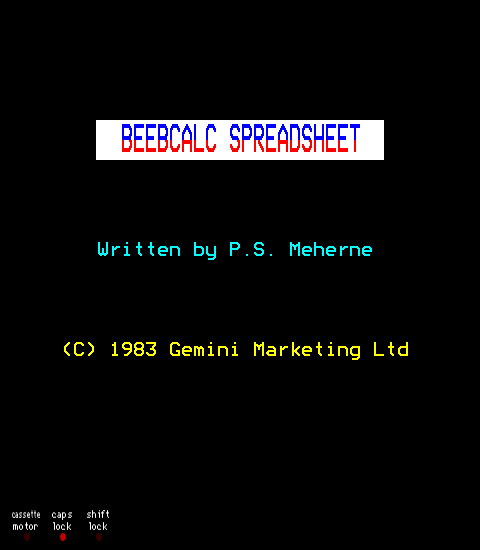 BEEBCALC SPREADSHEET
Written by P.S. Meherne
(C) 1983 Gemini Marketing Ltd
cassette motor caps lock shift lock